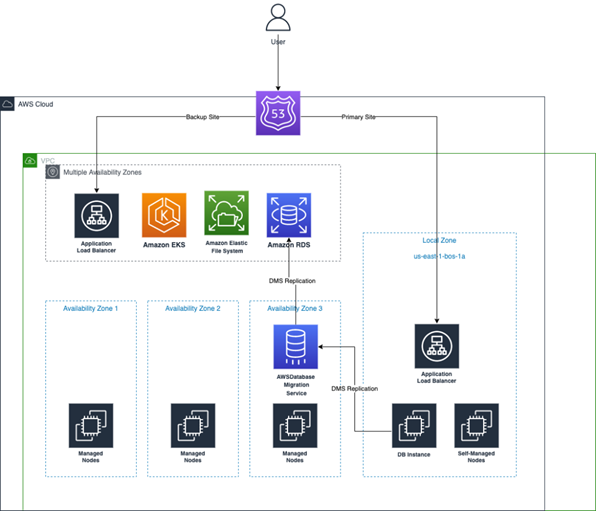 User
53
AWS Cloud
Backup Site
Primary Site
VPC
Multiple Availability Zones
Application
Load Balancer
Amazon EKS
Amazon Elastic
File System
Amazon RDS
Local Zone
us-east-1-bos-1a
DMS Replication
Availability Zone 1
Availability Zone 2
Availability Zone 3
AWSDatabase
Migration
Service
Application
Load Balancer
DMS Replication
Managed
Nodes
Managed
Nodes
Managed
Nodes
DB Instance
Self-Managed
Nodes